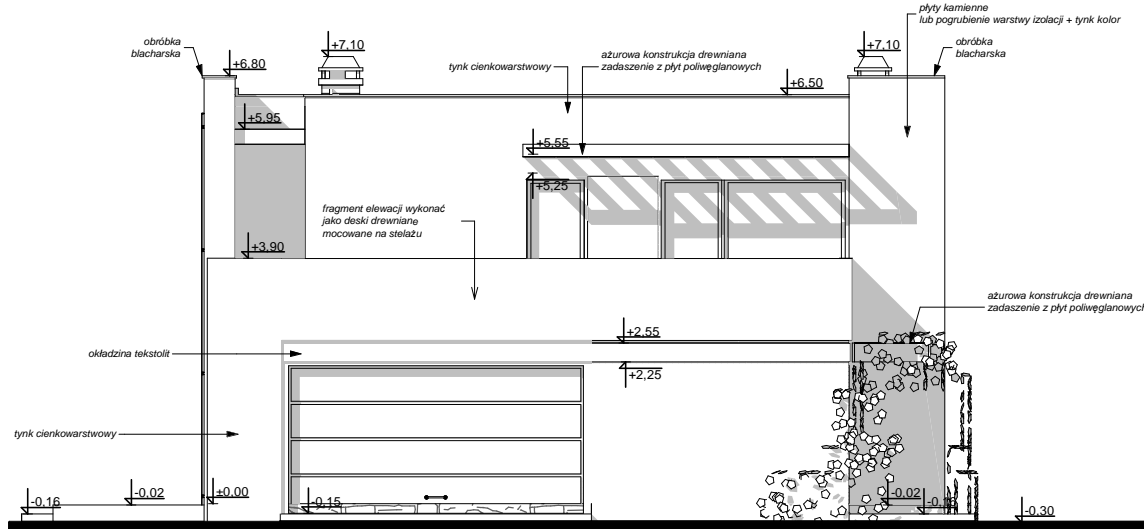 płyty kamienne
lub pogrubienie warstwy izolacji + tynk kolor
obróbka
blacharska
+7,10
ażurowa konstrukcja drewniana
zadaszenie z płyt poliwęglanowych
+7,10
obróbka
blacharska
+6,80
tynk cienkowarstwowy
+6,50
+5,95
+5,55
+5,25
fragment elewacji wykonać
jako deski drewniane
mocowane na stelażu
+3,90
ażurowa konstrukcja drewniana
zadaszenie z płyt poliwęglanowych
+2,55
okładzina tekstolit
+2,25
tynk cienkowarstwowy
-0,16
-0,02
±0,00
-0,15
-0,02
-0,30